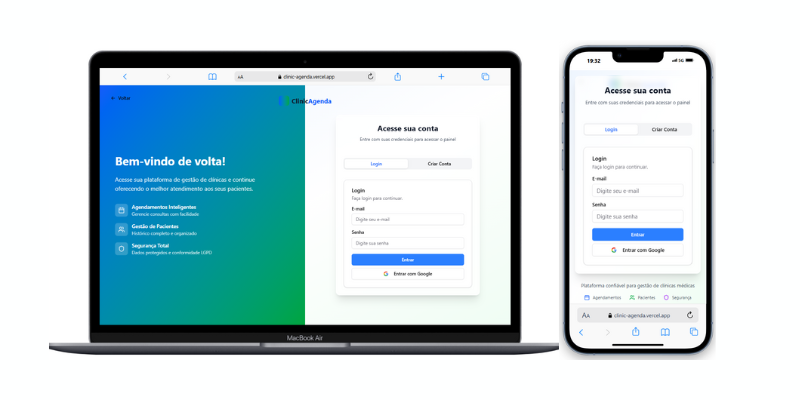 clinic-agenda.vercel.app
← Voltar
ClinicAgenda
Bem-vindo de volta!
Acesse sua plataforma de gestão de clínicas e continue
oferecendo o melhor atendimento aos seus pacientes.
Agendamentos Inteligentes
Gerencie consultas com facilidade
Gestão de Pacientes
Histórico completo e organizado
Segurança Total
Dados protegidos e conformidade LGPD
Acesse sua conta
Entre com suas credenciais para acessar o painel
Login Criar Conta
Login
Faça login para continuar.
E-mail
Digite seu e-mail
Senha
Digite sua senha
Entrar
Entrar com Google
MacBook Air
19:32 5G
Acesse sua conta
Entre com suas credenciais para acessar o painel
Login Criar Conta
Login
Faça login para continuar.
E-mail
Digite seu e-mail
Senha
Digite sua senha
Entrar
Entrar com Google
Plataforma confiável para gestão de clínicas médicas
Agendamentos Pacientes Segurança
AA clinic-agenda.vercel.app